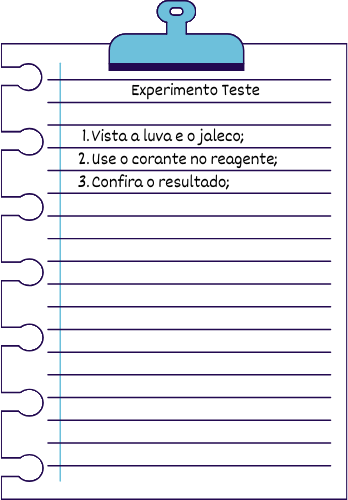 Experimento Teste
1. Vista a luva e o jaleco;
2. Use o corante no reagente;
3. Confira o resultado;